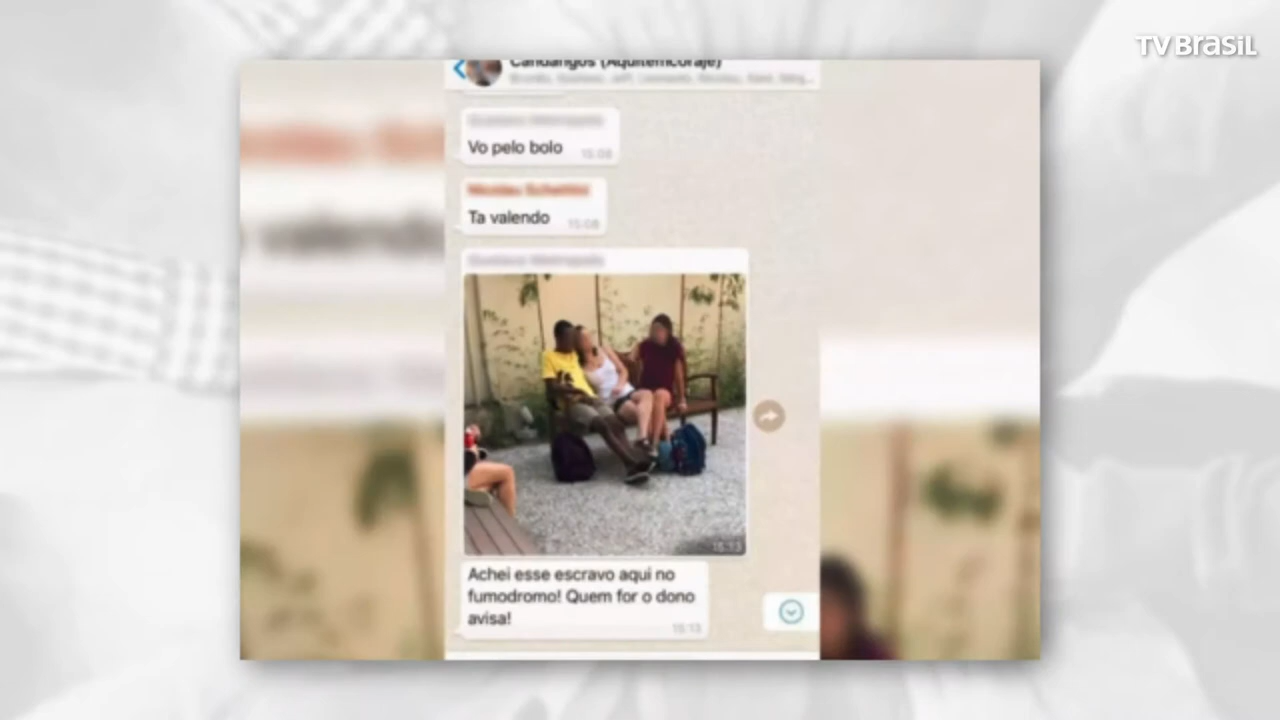 TV BRASIL
Candangos (Aquitemcoraje)
Vo pelo bolo
15:08
Ta valendo
15:08
15:13
Achei esse escravo aqui no
fumodromo! Quem for o dono
avisa!
15:13